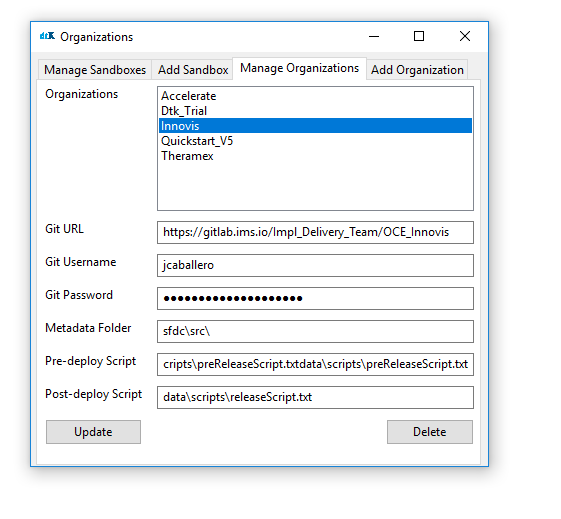 dtX Organizations
Manage Sandboxes Add Sandbox Manage Organizations Add Organization
Organizations
Accelerate
Dtk_Trial
Innovis
Quickstart_V5
Theramex
Git URL https://gitlab.ims.io/Impl_Delivery_Team/OCE_Innovis
Git Username jcaballero
Git Password ●●●●●●●●●●●●●●●●●●●●
Metadata Folder sfdc\src\
Pre-deploy Script cripts\preReleaseScript.txtdata\scripts\preReleaseScript.txt
Post-deploy Script data\scripts\releaseScript.txt
Update Delete